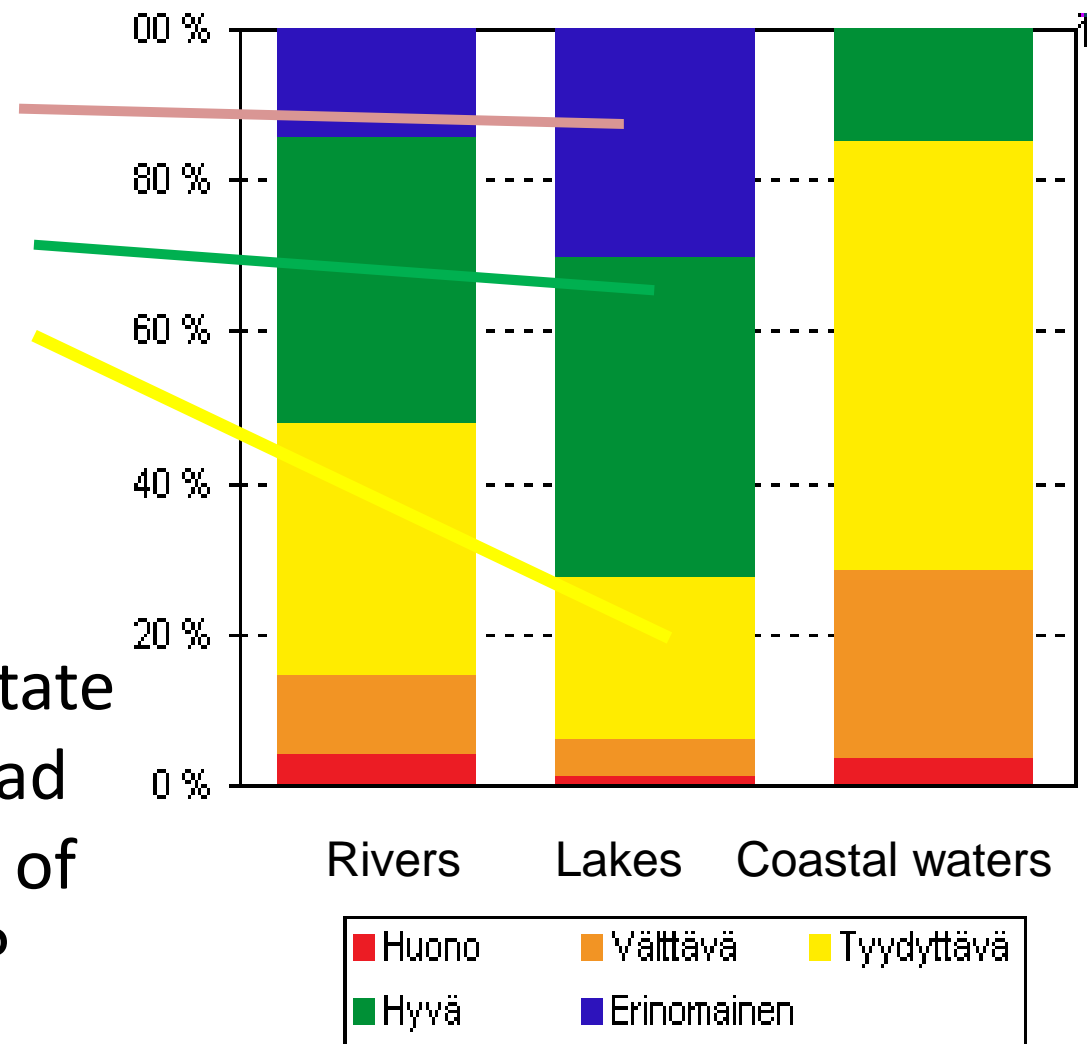 00 %
80 %
60 %
40 %
20 %
0 %
tate
ad
of
Rivers Lakes Coastal waters
Huono Välttävä Tyydyttävä
Hyvä Erinomainen